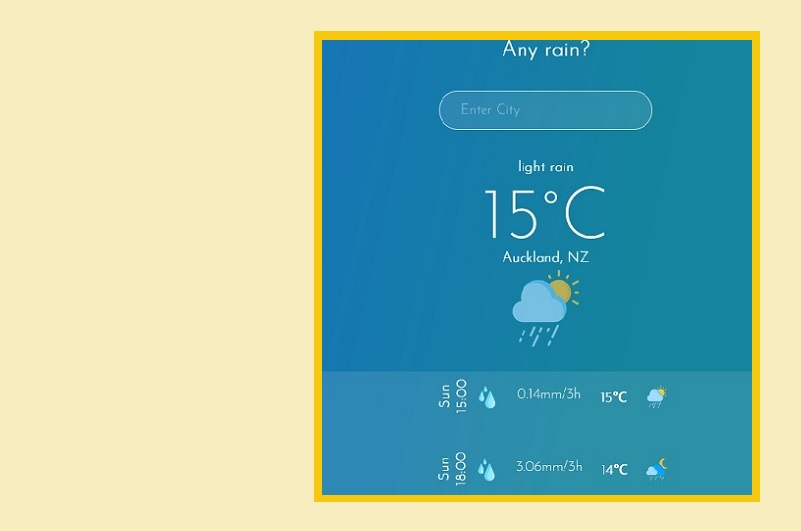 Any rain?
Enter City
light rain
15°C
Auckland, NZ
Sun
15:00
0.14mm/3h
15°C
Sun
18:00
3.06mm/3h
14°C